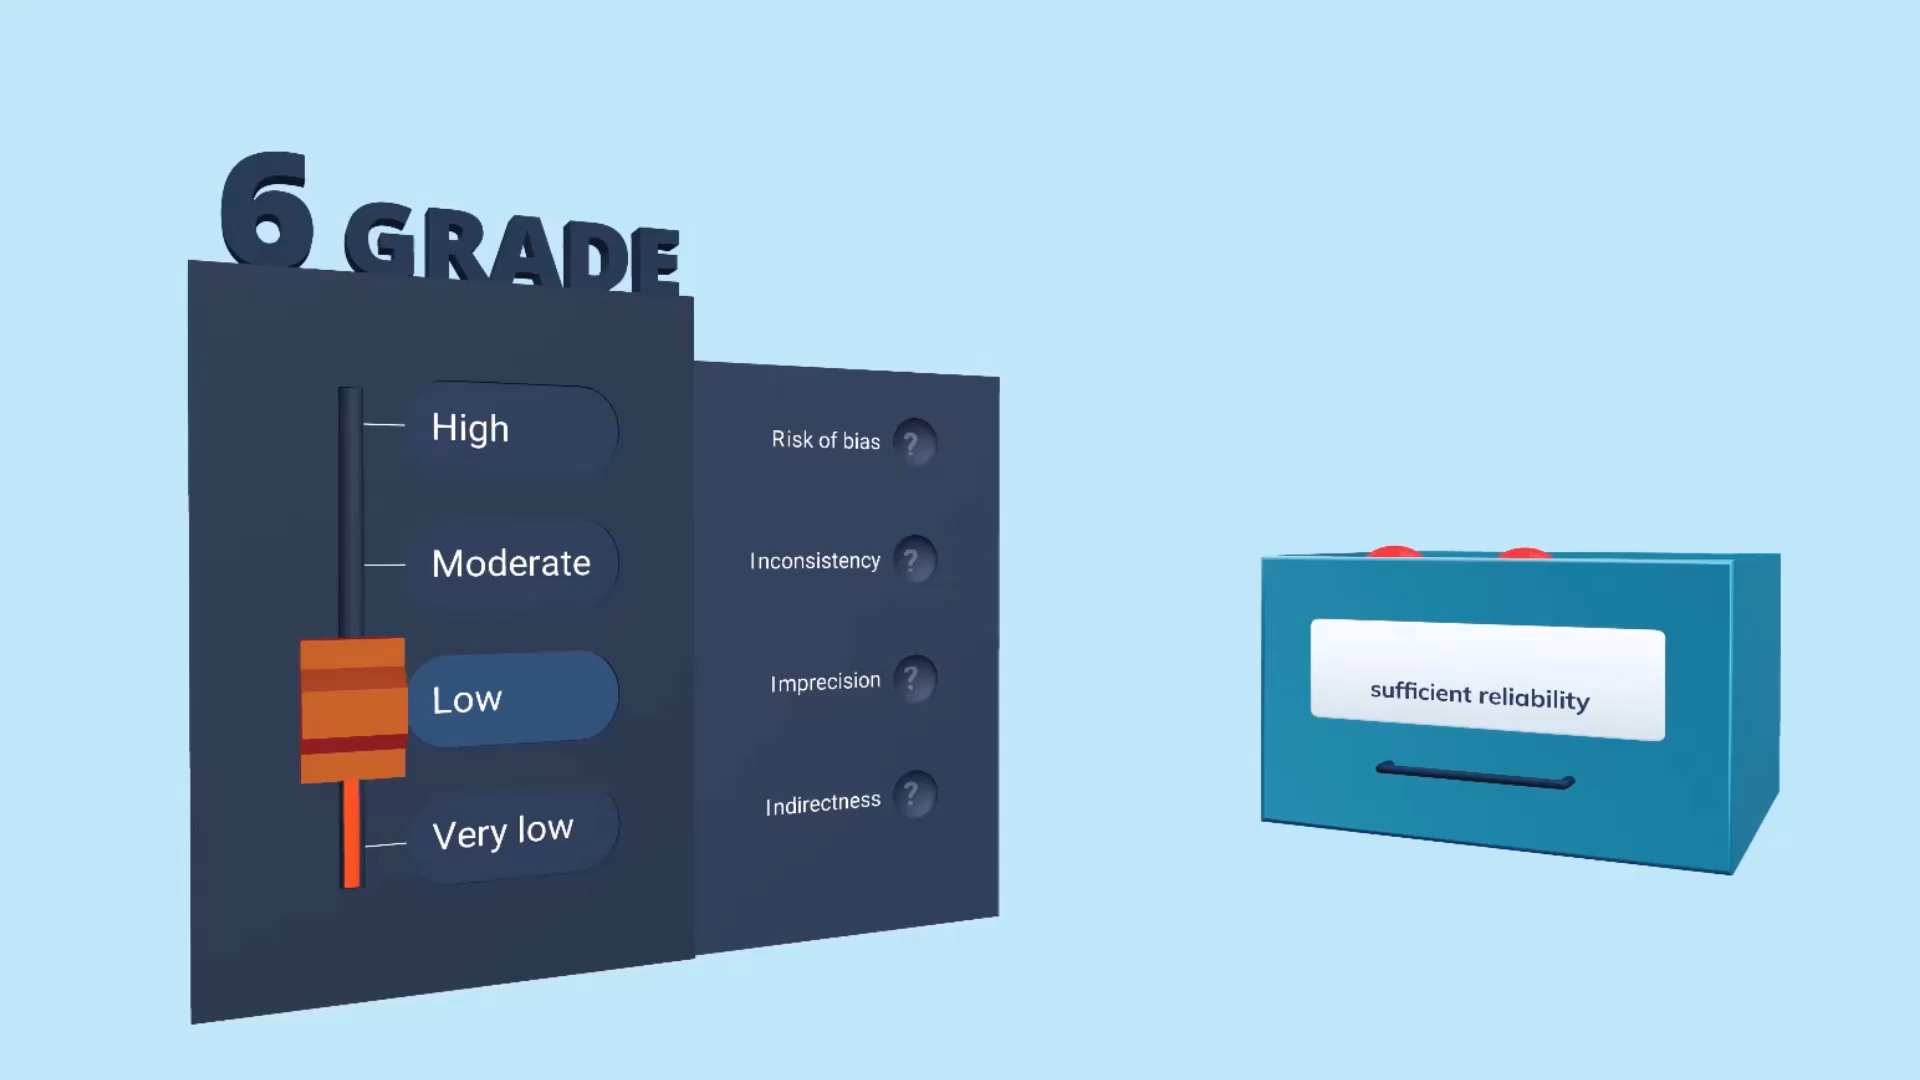 6 GRADE
High
Moderate
Low
Very low
Risk of bias ?
Inconsistency ?
Imprecision ?
Indirectness ?
sufficient reliability